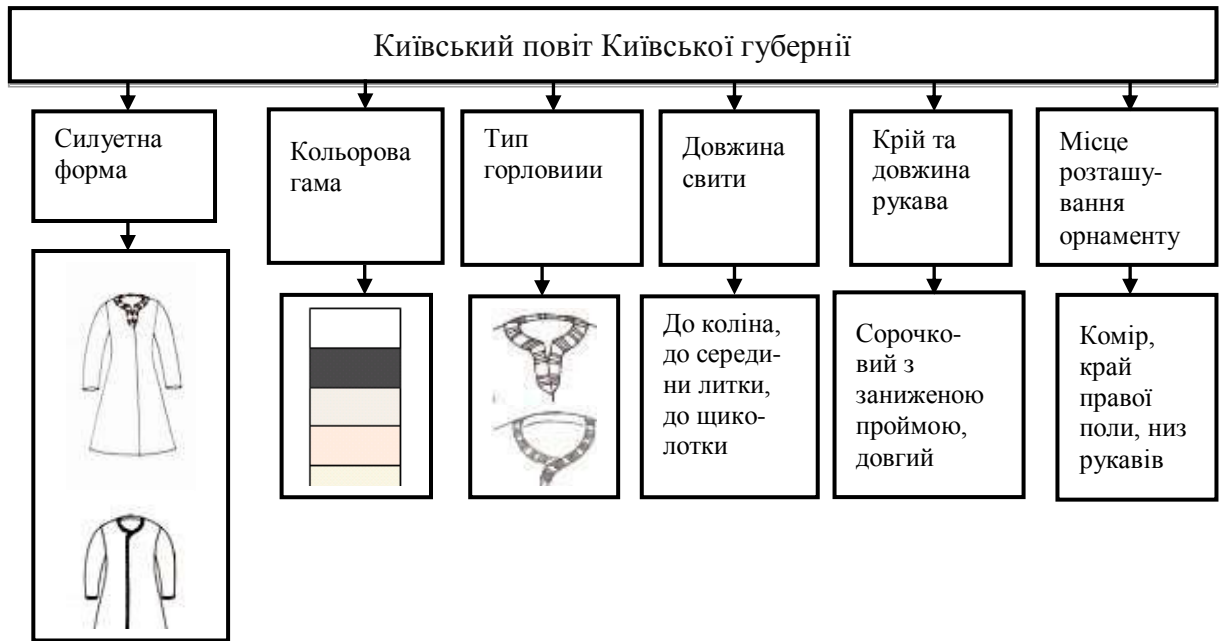 Київський повіт Київської губернії
Силуетна
форма
Кольорова
гама
Тип
горловиии
Довжина
свити
Крій та
довжина
рукава
Місце
розташу-
вання
орнаменту
До коліна,
до середи-
ни литки,
до щико-
лотки
Сорочко-
вий з
заниженою
проймою,
довгий
Комір,
край
правої
поли, низ
рукавів